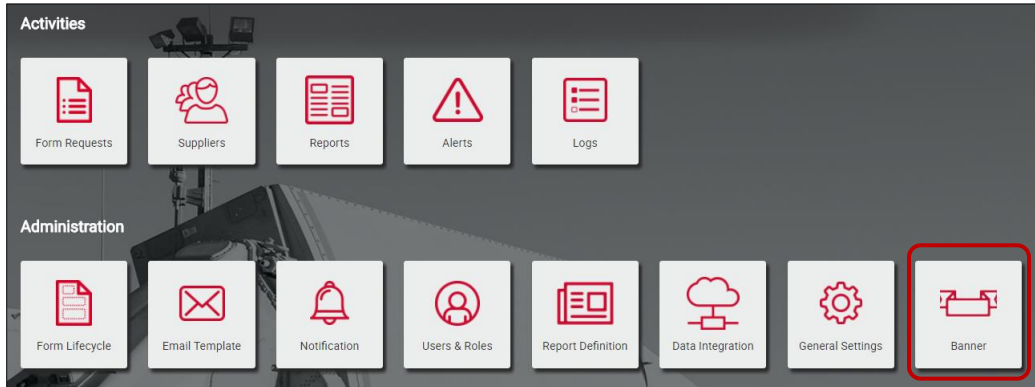 Activities
Form Requests
Suppliers
Reports
Alerts
Logs
Administration
Form Lifecycle
Email Template
Notification
Users & Roles
Report Definition
Data Integration
General Settings
Banner